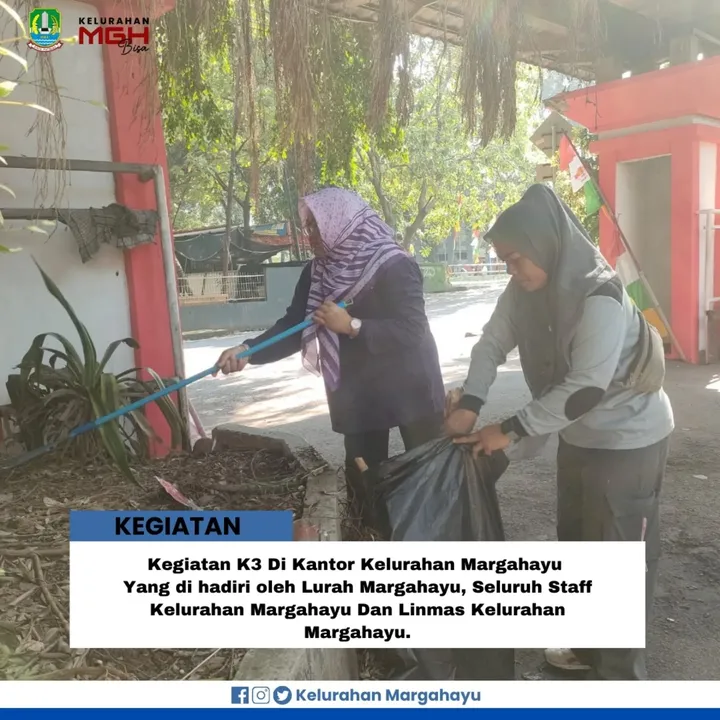 KELURAHAN
MGH
Bisa
KEGIATAN
Kegiatan K3 Di Kantor Kelurahan Margahayu
Yang di hadiri oleh Lurah Margahayu, Seluruh Staff
Kelurahan Margahayu Dan Linmas Kelurahan
Margahayu.
Kelurahan Margahayu